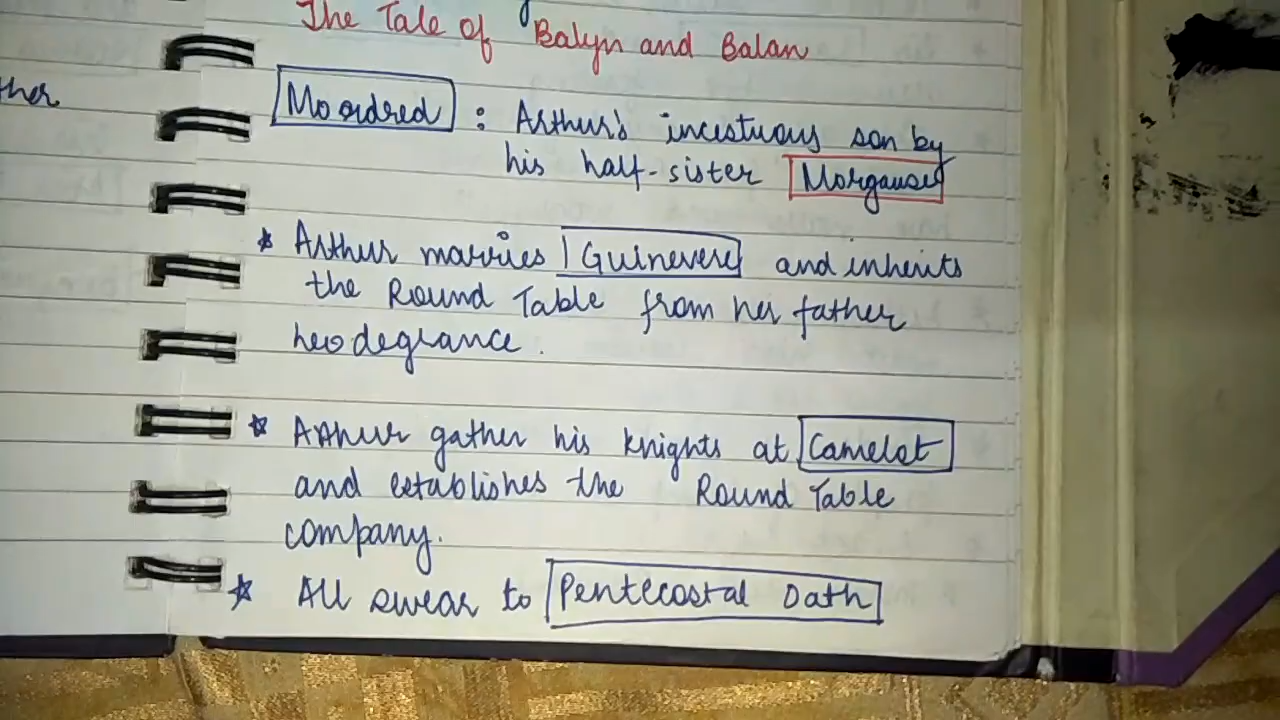 The Tale of Balyn and Balan
ther
Moordred : Arthur's incestuous son by
his half-sister Morgause
* Arthur marries Guinevere and inherits
the Round Table from her father
Leodegrance.
* Arthur gather his knights at Camelot
and establishes the Round Table
company.
* All swear to Pentecostal Oath